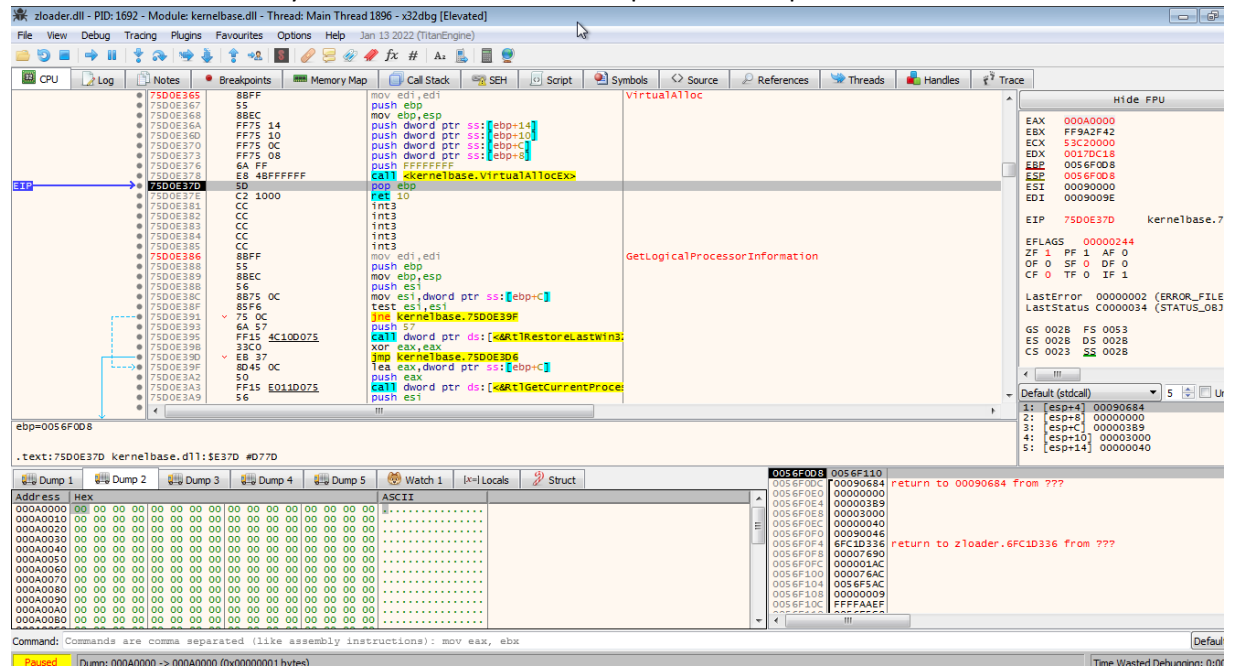 zloader.dll - PID: 1692 - Module: kernelbase.dll - Thread: Main Thread 1896 - x32dbg [Elevated]
File View Debug Tracing Plugins Favourites Options Help Jan 13 2022 (TitanEngine)
CPU Log Notes Breakpoints Memory Map Call Stack SEH Script Symbols Source References Threads Handles Trace
75D0E365 8BFF mov edi,edi VirtualAlloc
75D0E367 55 push ebp
75D0E368 8BEC mov ebp,esp
75D0E36A FF75 14 push dword ptr ss:[ebp+14]
75D0E36D FF75 10 push dword ptr ss:[ebp+10]
75D0E370 FF75 0C push dword ptr ss:[ebp+C]
75D0E373 FF75 08 push dword ptr ss:[ebp+8]
75D0E376 6A FF push FFFFFFFF
75D0E378 E8 4BFFFFFF call <kernelbase.VirtualAllocEx>
EIP 75D0E37D 5D pop ebp
75D0E37E C2 1000 ret 10
75D0E381 CC int3
75D0E382 CC int3
75D0E383 CC int3
75D0E384 CC int3
75D0E385 CC int3
75D0E386 8BFF mov edi,edi GetLogicalProcessorInformation
75D0E388 55 push ebp
75D0E389 8BEC mov ebp,esp
75D0E38B 56 push esi
75D0E38C 8B75 0C mov esi,dword ptr ss:[ebp+C]
75D0E38F 85F6 test esi,esi
75D0E391 75 0C jne kernelbase.75D0E39F
75D0E393 6A 57 push 57
75D0E395 FF15 4C10D075 call dword ptr ds:[<&RtlRestoreLastWin3
75D0E39B 33C0 xor eax,eax
75D0E39D EB 37 jmp kernelbase.75D0E3D6
75D0E39F 8D45 0C lea eax,dword ptr ss:[ebp+C]
75D0E3A2 50 push eax
75D0E3A3 FF15 E011D075 call dword ptr ds:[<&RtlGetCurrentProce
75D0E3A9 56 push esi
Hide FPU
EAX 000A0000
EBX FF9A2F42
ECX 53C20000
EDX 0017DC18
EBP 0056F0D8
ESP 0056F0D8
ESI 00090000
EDI 0009009E
EIP 75D0E37D kernelbase.7
EFLAGS 00000244
ZF 1 PF 1 AF 0
OF 0 SF 0 DF 0
CF 0 TF 0 IF 1
LastError 00000002 (ERROR_FILE
LastStatus C0000034 (STATUS_OBJ
GS 002B FS 0053
ES 002B DS 002B
CS 0023 SS 002B
Default (stdcall) 5 Un
1: [esp+4] 00090684
2: [esp+8] 00000000
3: [esp+C] 000003B9
4: [esp+10] 00003000
5: [esp+14] 00000040
ebp=0056F0D8
.text:75D0E37D kernelbase.dll:$E37D #D77D
Dump 1 Dump 2 Dump 3 Dump 4 Dump 5 Watch 1 [x=] Locals Struct
Address Hex ASCII
000A0000 00 00 00 00 00 00 00 00 00 00 00 00 00 00 00 00 ................
000A0010 00 00 00 00 00 00 00 00 00 00 00 00 00 00 00 00 ................
000A0020 00 00 00 00 00 00 00 00 00 00 00 00 00 00 00 00 ................
000A0030 00 00 00 00 00 00 00 00 00 00 00 00 00 00 00 00 ................
000A0040 00 00 00 00 00 00 00 00 00 00 00 00 00 00 00 00 ................
000A0050 00 00 00 00 00 00 00 00 00 00 00 00 00 00 00 00 ................
000A0060 00 00 00 00 00 00 00 00 00 00 00 00 00 00 00 00 ................
000A0070 00 00 00 00 00 00 00 00 00 00 00 00 00 00 00 00 ................
000A0080 00 00 00 00 00 00 00 00 00 00 00 00 00 00 00 00 ................
000A0090 00 00 00 00 00 00 00 00 00 00 00 00 00 00 00 00 ................
000A00A0 00 00 00 00 00 00 00 00 00 00 00 00 00 00 00 00 ................
000A00B0 00 00 00 00 00 00 00 00 00 00 00 00 00 00 00 00 ................
0056F0D8 0056F110
0056F0DC 00090684 return to 00090684 from ???
0056F0E0 00000000
0056F0E4 000003B9
0056F0E8 00003000
0056F0EC 00000040
0056F0F0 00090046
0056F0F4 6FC1D336 return to zloader.6FC1D336 from ???
0056F0F8 00007690
0056F0FC 000001AC
0056F100 000076AC
0056F104 0056F5AC
0056F108 00000009
0056F10C FFFFAAEF
Command: Commands are comma separated (like assembly instructions): mov eax, ebx
Default
Paused Dump: 000A0000 -> 000A0000 (0x00000001 bytes)
Time Wasted Debugging: 0:00